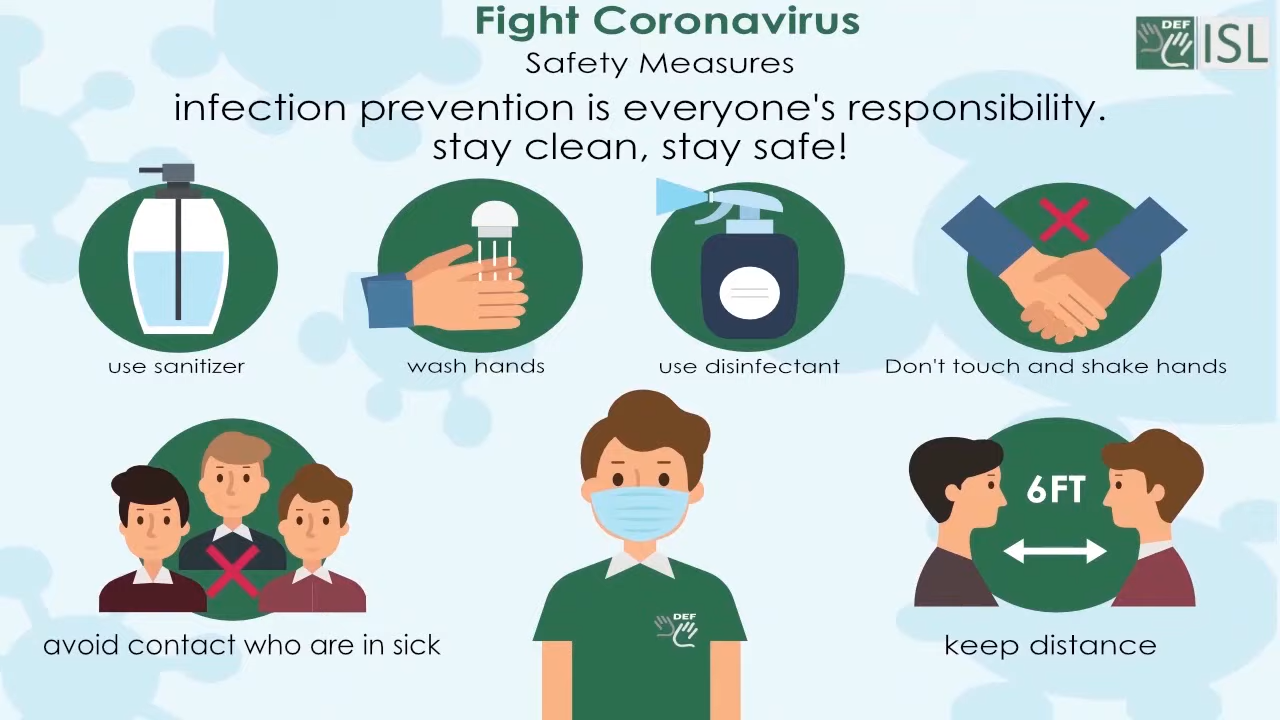 Fight Coronavirus
DEF
ISL
Safety Measures
infection prevention is everyone's responsibility.
stay clean, stay safe!
use sanitizer
wash hands
use disinfectant
Don't touch and shake hands
6FT
DEF
avoid contact who are in sick
keep distance